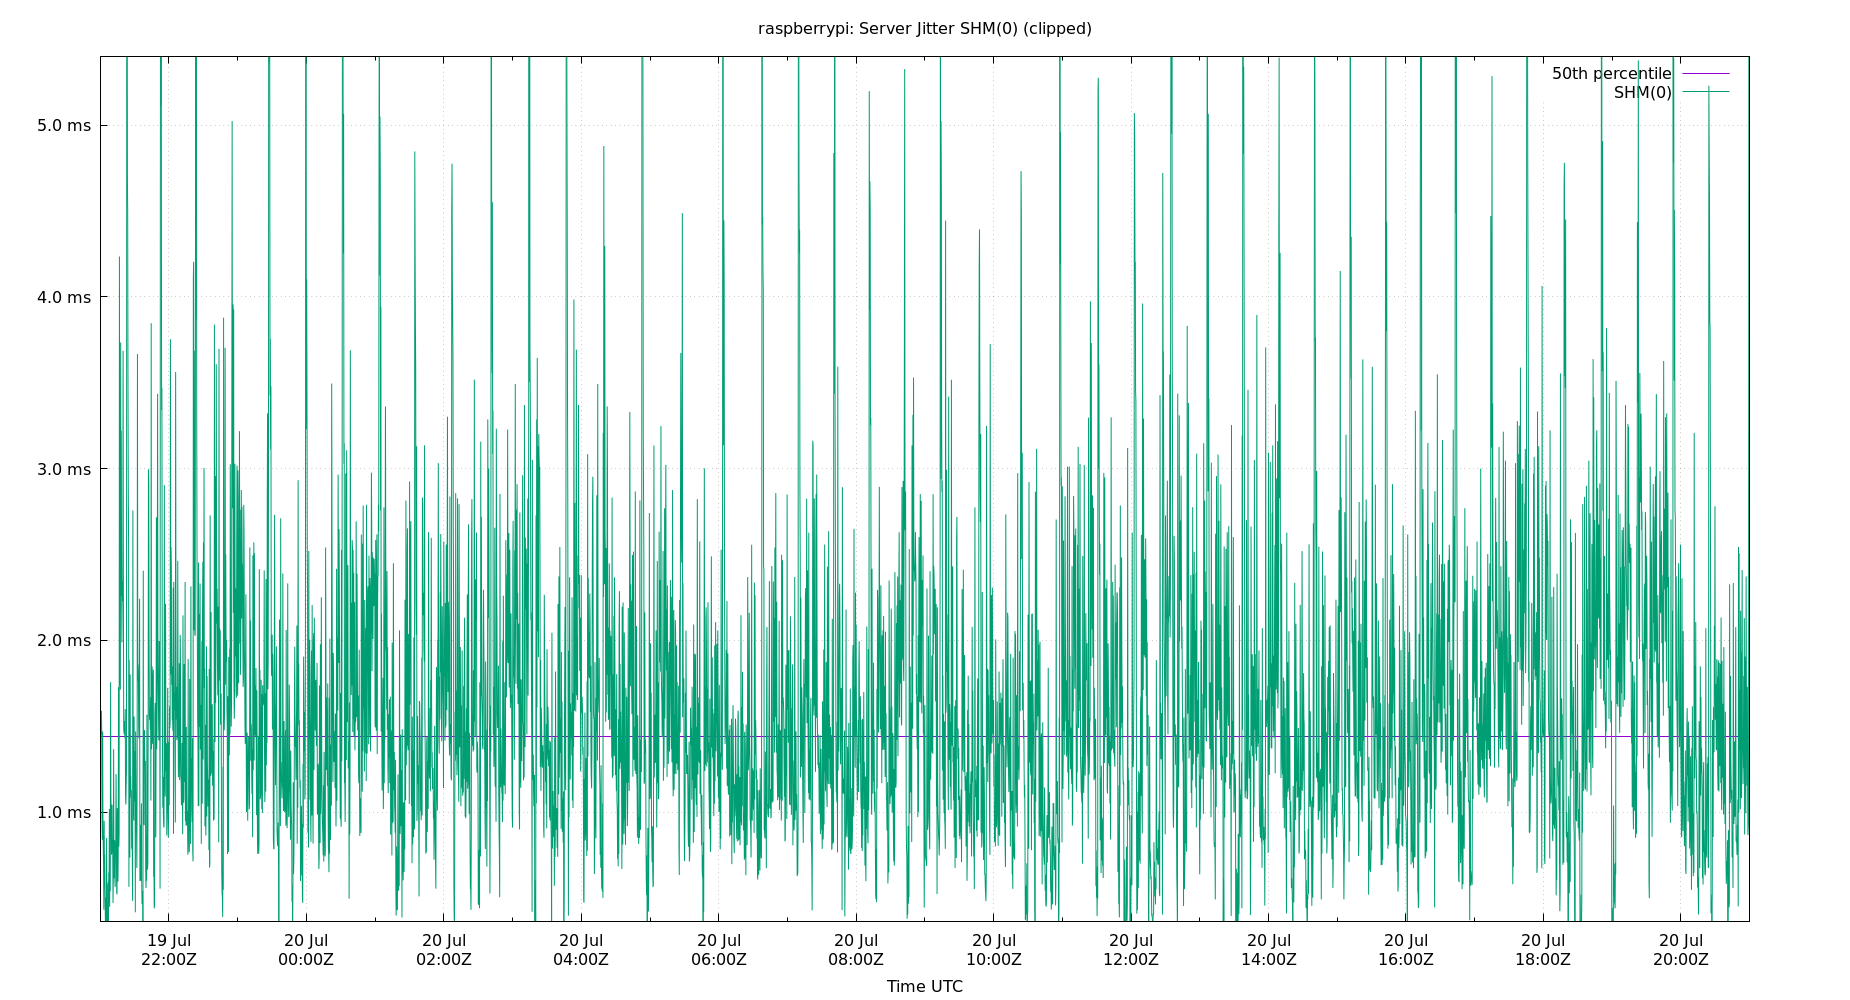 raspberrypi: Server Jitter SHM(0) (clipped)
50th percentile
SHM(0)
5.0 ms
4.0 ms
3.0 ms
2.0 ms
1.0 ms
19 Jul 20 Jul 20 Jul 20 Jul 20 Jul 20 Jul 20 Jul 20 Jul 20 Jul 20 Jul 20 Jul 20 Jul
22:00Z 00:00Z 02:00Z 04:00Z 06:00Z 08:00Z 10:00Z 12:00Z 14:00Z 16:00Z 18:00Z 20:00Z
Time UTC